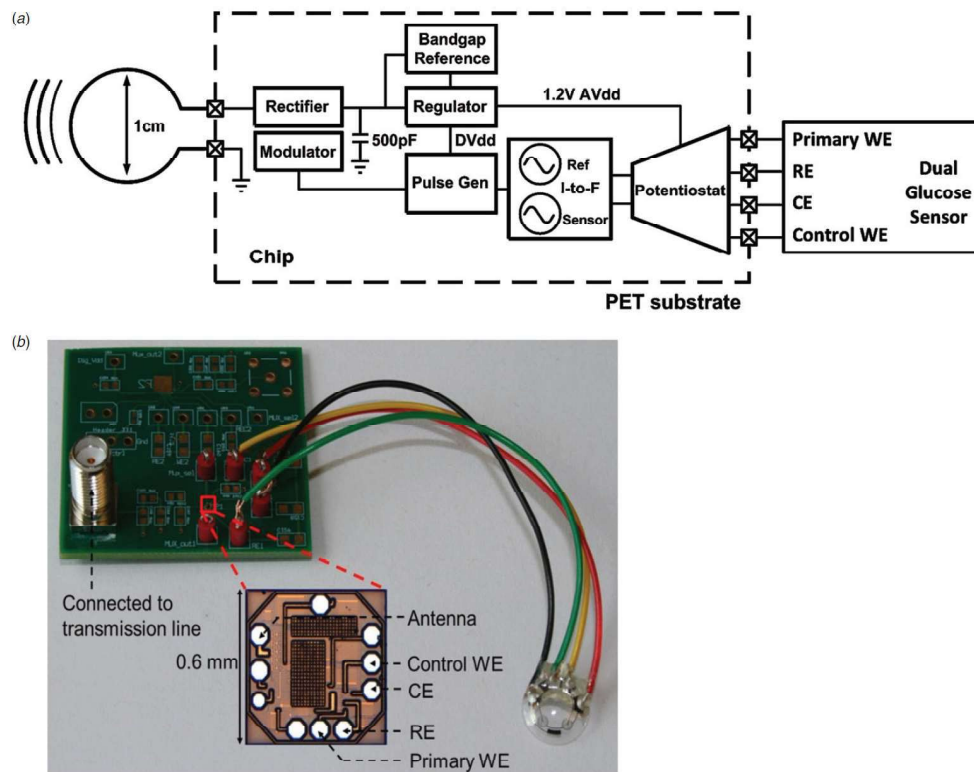 (a)
Bandgap
Reference
Rectifier
Regulator
1.2V AVdd
1cm
500pF
DVdd
Modulator
Pulse Gen
Ref
I-to-F
Sensor
Potentiostat
Primary WE
RE
CE
Control WE
Dual
Glucose
Sensor
Chip
PET substrate
(b)
Mux_out2
Connected to
transmission line
0.6 mm
Antenna
Control WE
CE
RE
Primary WE